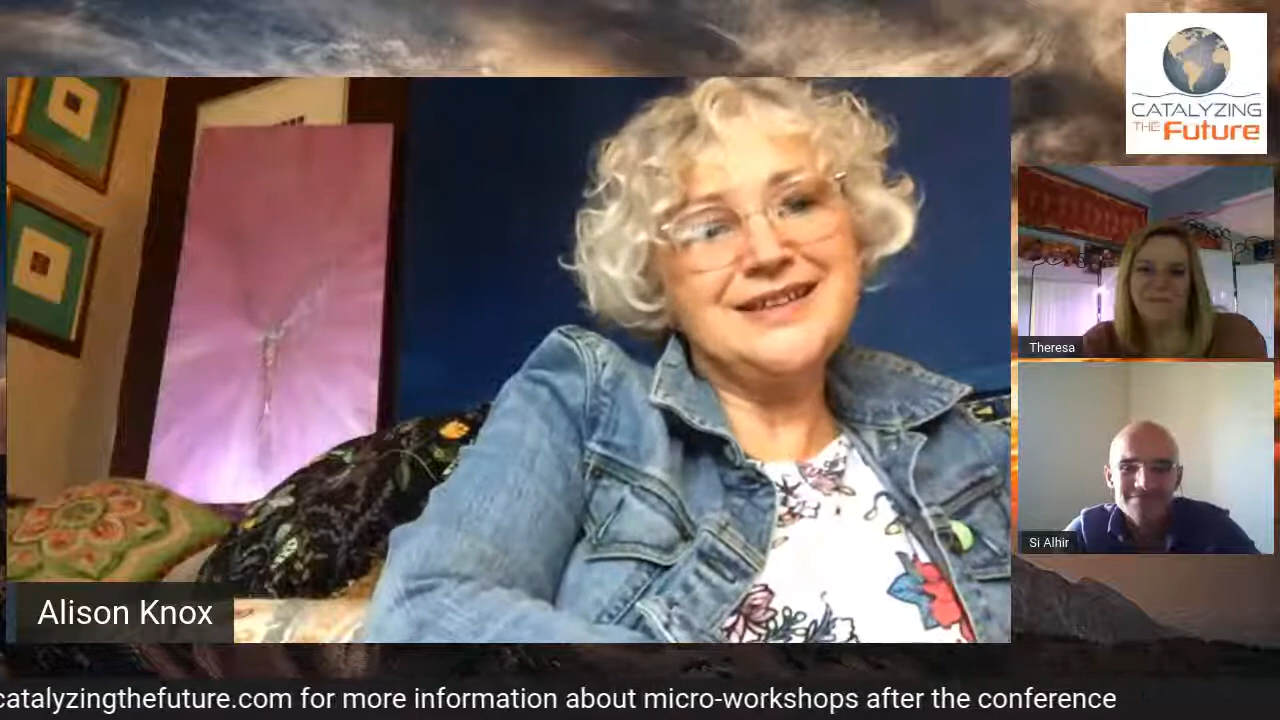 CATALYZING
THE Future
Theresa
Si Alhir
Alison Knox
catalyzingthefuture.com for more information about micro-workshops after the conference